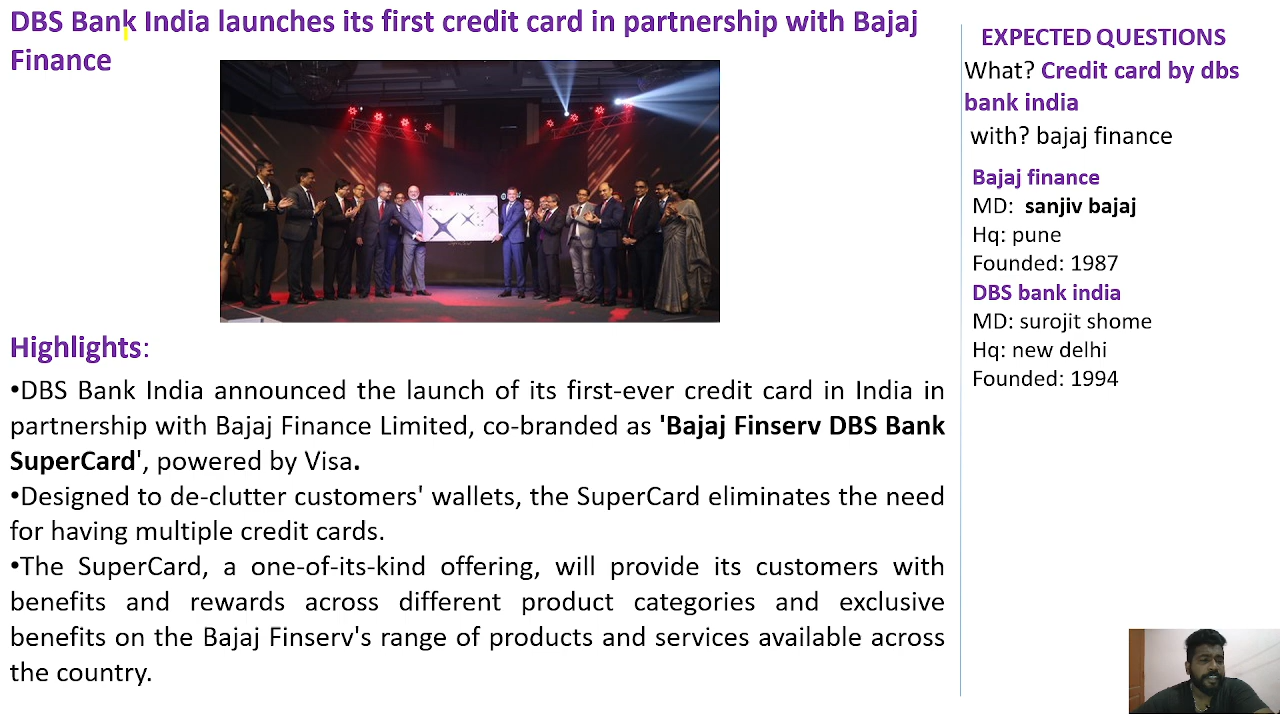 DBS Bank India launches its first credit card in partnership with Bajaj
Finance
Highlights:
•DBS Bank India announced the launch of its first-ever credit card in India in
partnership with Bajaj Finance Limited, co-branded as 'Bajaj Finserv DBS Bank
SuperCard', powered by Visa.
•Designed to de-clutter customers' wallets, the SuperCard eliminates the need
for having multiple credit cards.
•The SuperCard, a one-of-its-kind offering, will provide its customers with
benefits and rewards across different product categories and exclusive
benefits on the Bajaj Finserv's range of products and services available across
the country.
EXPECTED QUESTIONS
What? Credit card by dbs
bank india
with? bajaj finance
Bajaj finance
MD: sanjiv bajaj
Hq: pune
Founded: 1987
DBS bank india
MD: surojit shome
Hq: new delhi
Founded: 1994